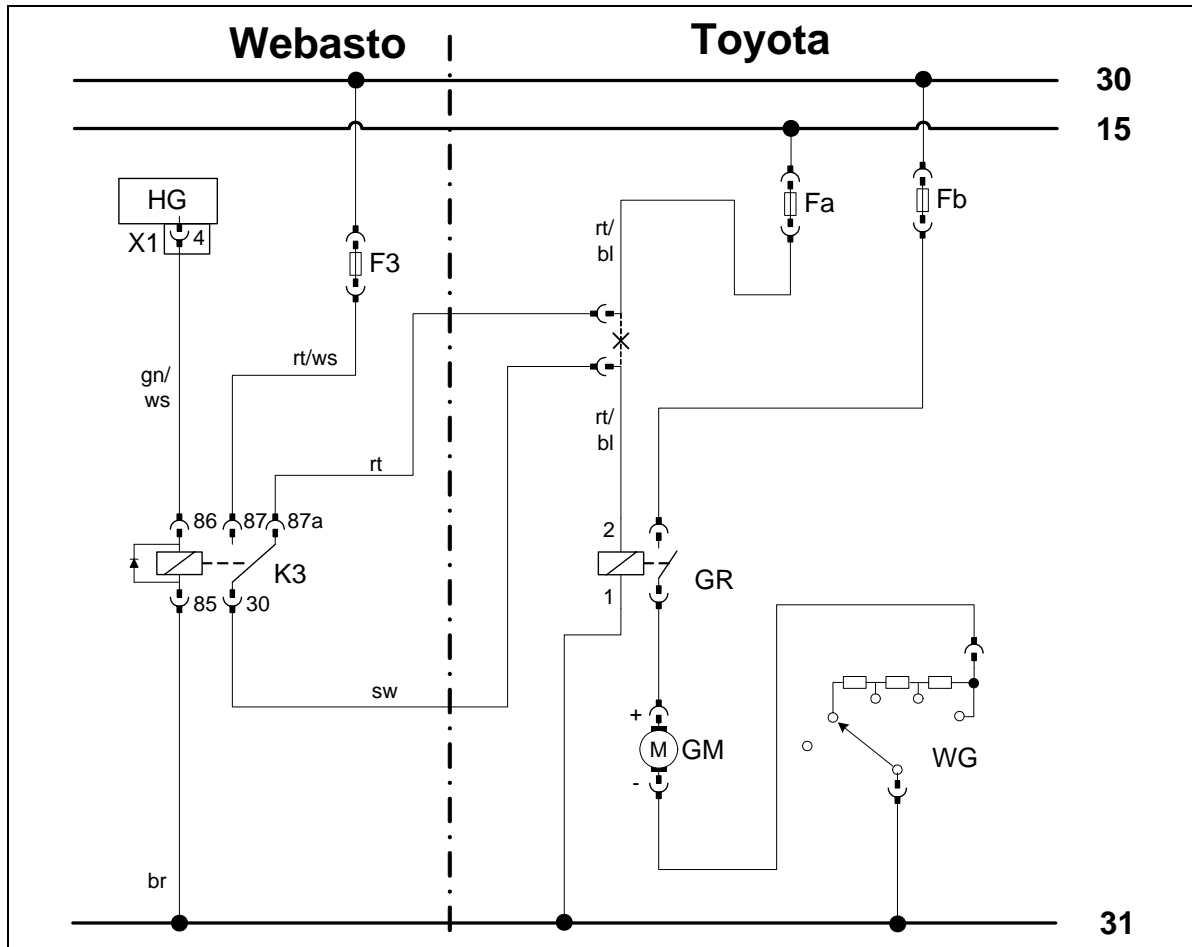 Webasto Toyota
30
15
HG
X1 4
F3
Fa
Fb
rt/
bl
rt/ws
gn/
ws
rt/
bl
rt
86 87 87a
K3
85 30
2
GR
1
sw
+
M GM
-
WG
br
31